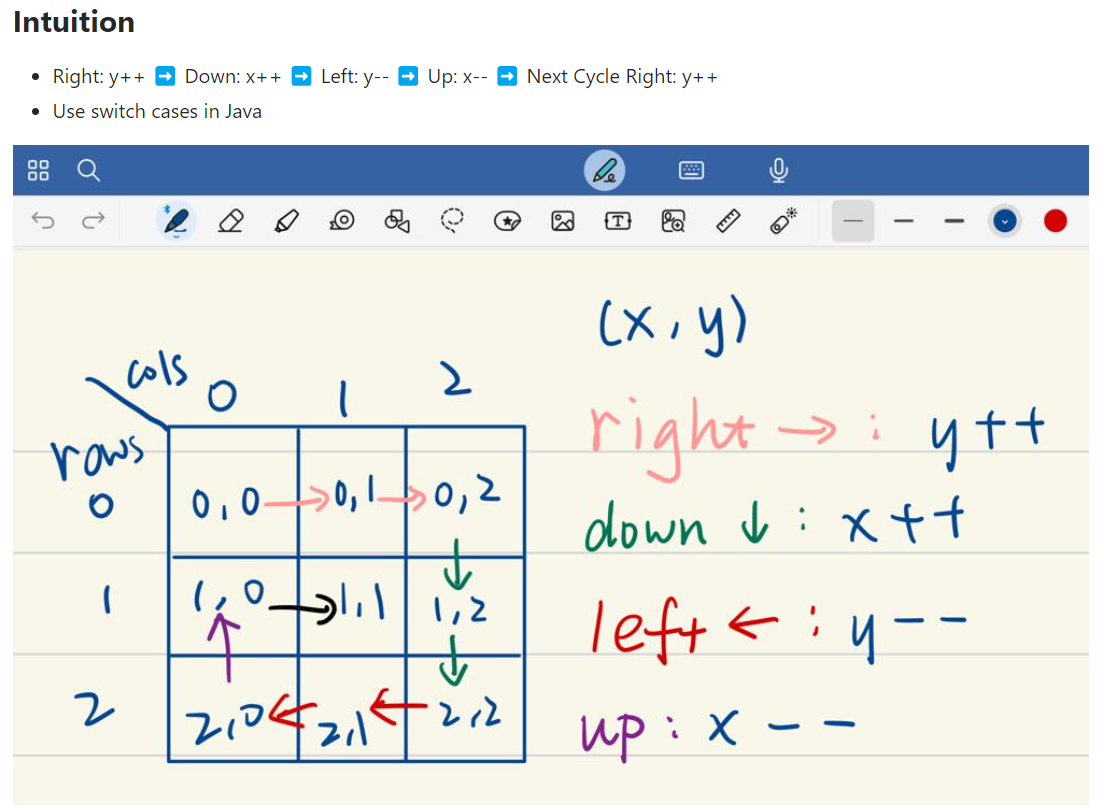 Intuition
• Right: y++ ➡ Down: x++ ➡ Left: y-- ➡ Up: x-- ➡ Next Cycle Right: y++
• Use switch cases in Java
T
(x, y)
cols 0 1 2
rows
right → : y++
0 0,0 → 0,1 → 0,2
down ↓ : x++
1 1,0 → 1,1 1,2
left ← : y--
2 2,0 ← 2,1 ← 2,2
up : x--